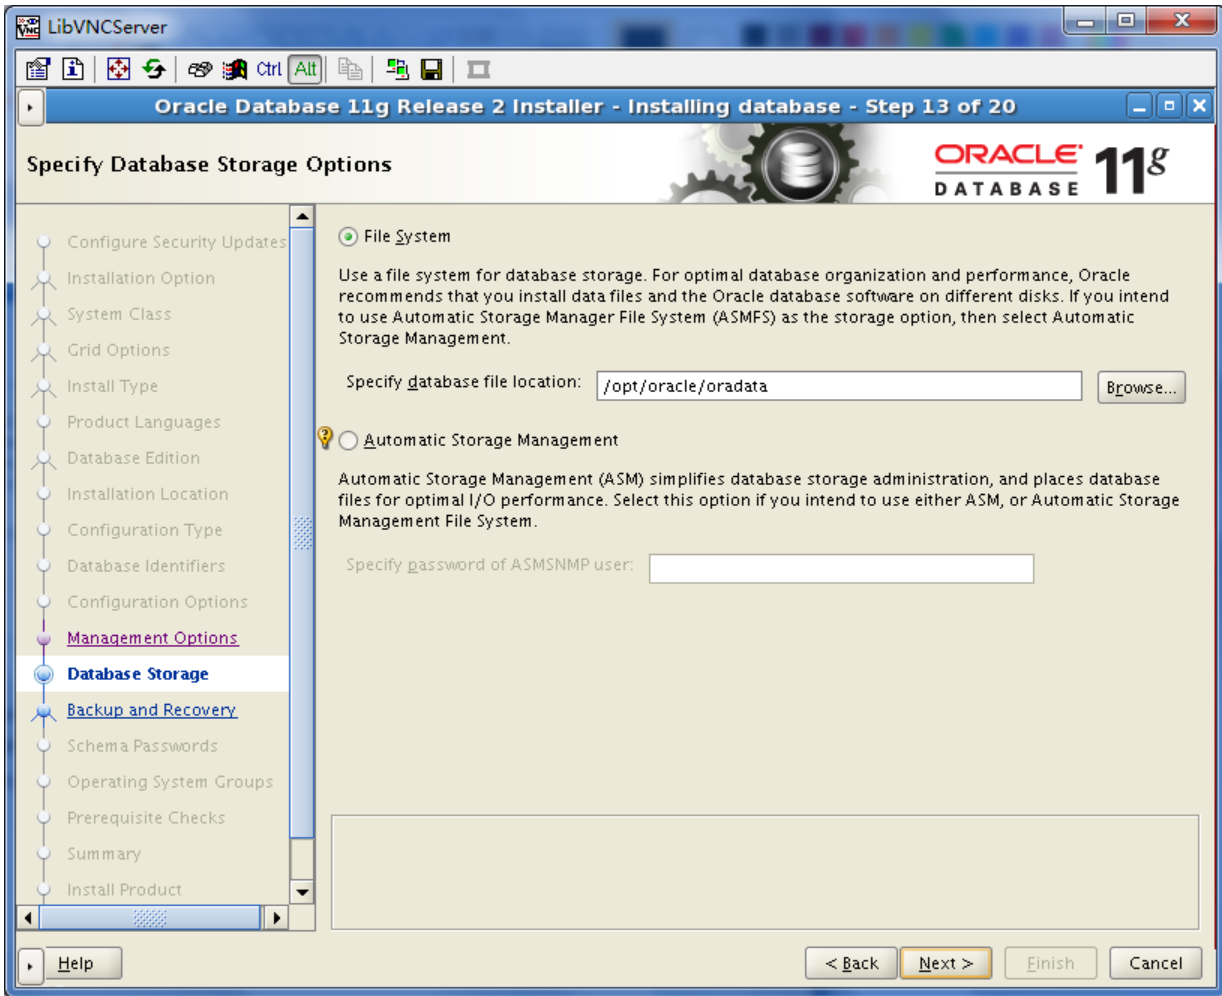 LibVNCServer
Ctrl Alt
Oracle Database 11g Release 2 Installer - Installing database - Step 13 of 20
Specify Database Storage Options
ORACLE 11g
DATABASE
Configure Security Updates
Installation Option
System Class
Grid Options
Install Type
Product Languages
Database Edition
Installation Location
Configuration Type
Database Identifiers
Configuration Options
Management Options
Database Storage
Backup and Recovery
Schema Passwords
Operating System Groups
Prerequisite Checks
Summary
Install Product
File System
Use a file system for database storage. For optimal database organization and performance, Oracle
recommends that you install data files and the Oracle database software on different disks. If you intend
to use Automatic Storage Manager File System (ASMFS) as the storage option, then select Automatic
Storage Management.
Specify database file location: /opt/oracle/oradata Browse...
Automatic Storage Management
Automatic Storage Management (ASM) simplifies database storage administration, and places database
files for optimal I/O performance. Select this option if you intend to use either ASM, or Automatic Storage
Management File System.
Specify password of ASMSNMP user:
Help < Back Next > Finish Cancel